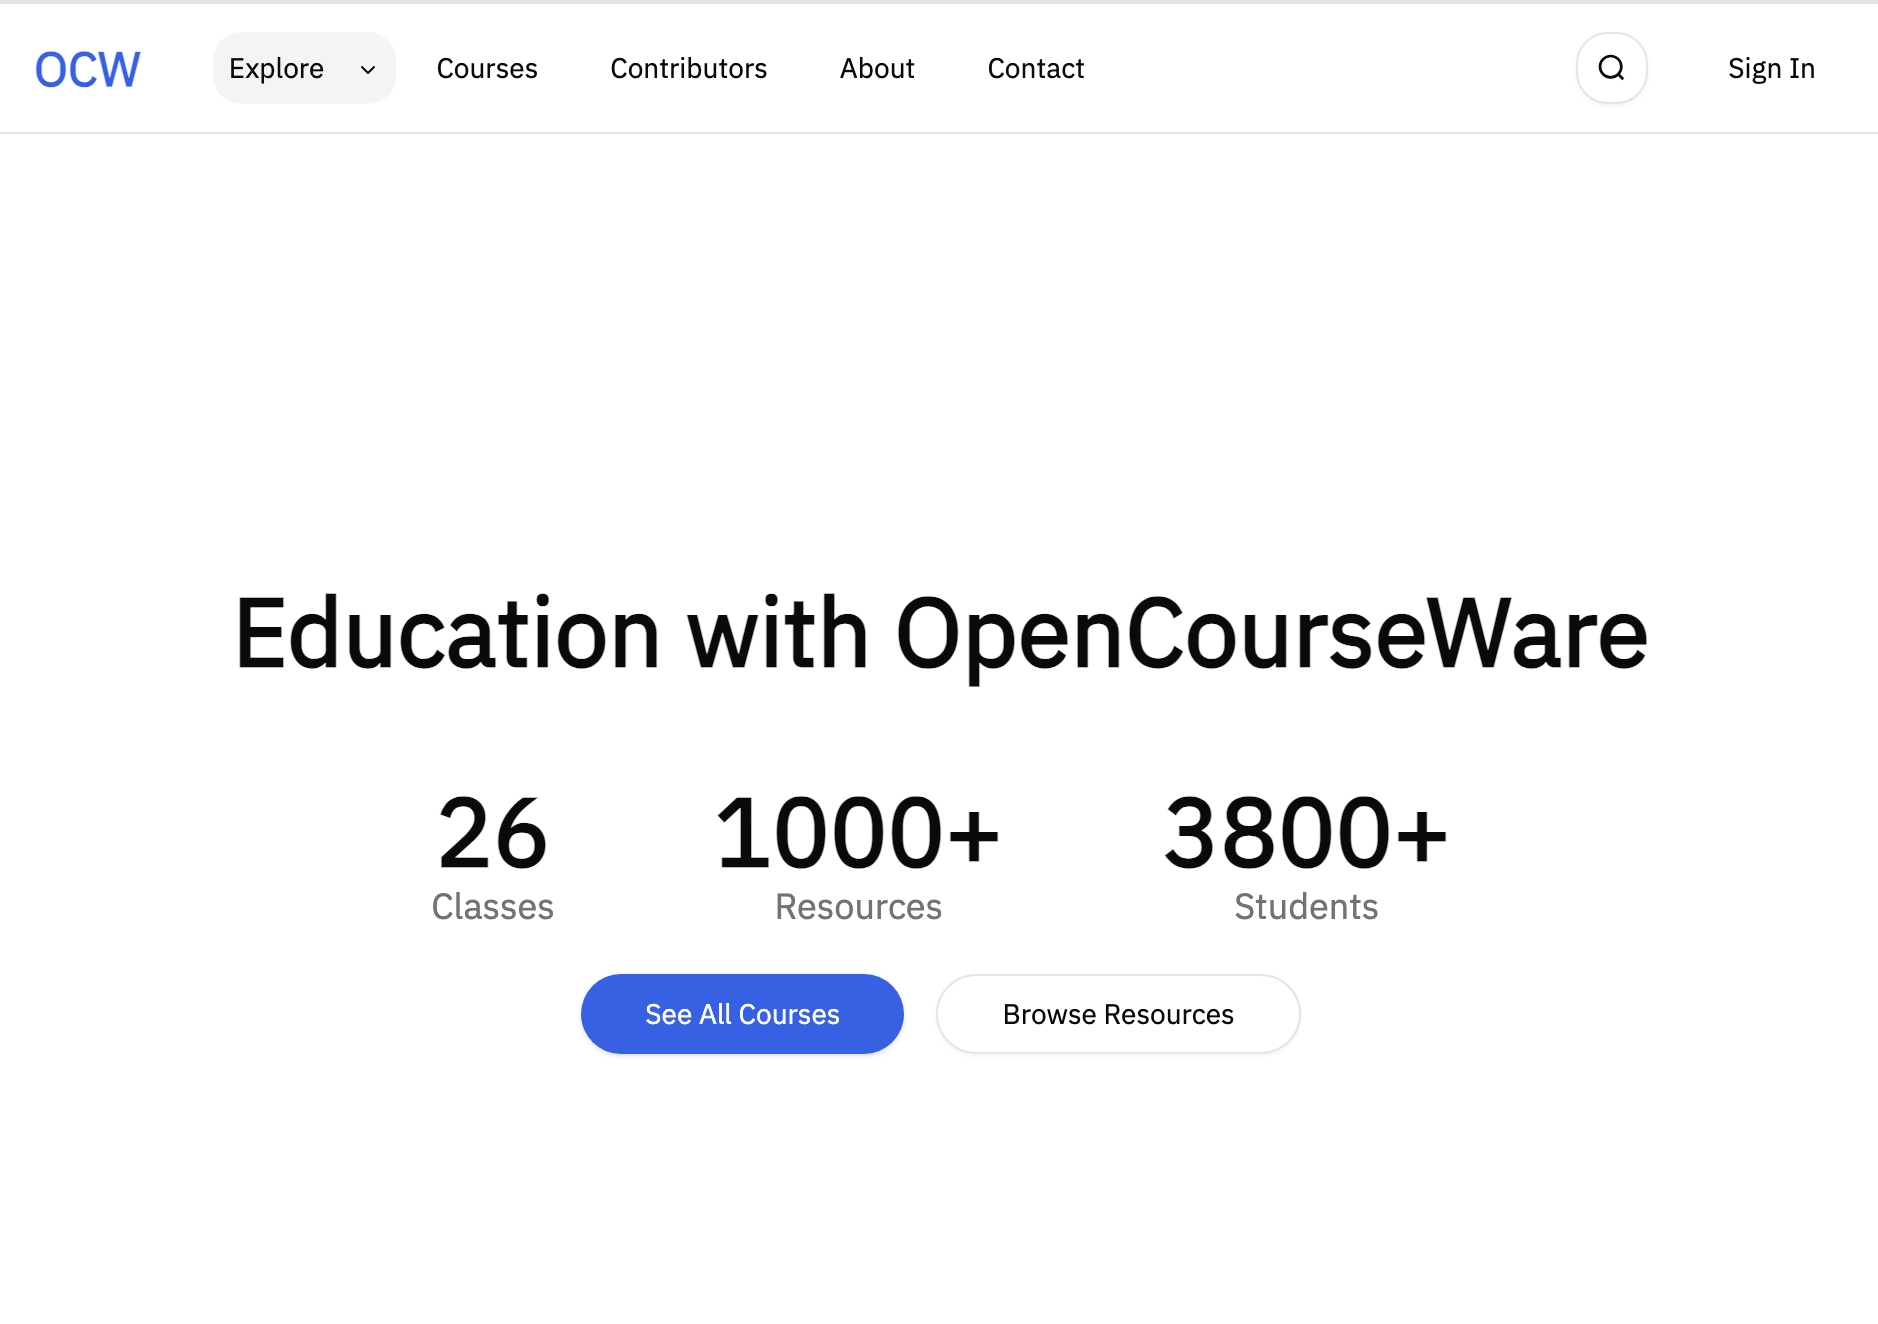 OCW Explore Courses Contributors About Contact Sign In
Education with OpenCourseWare
26 1000+ 3800+
Classes Resources Students
See All Courses Browse Resources